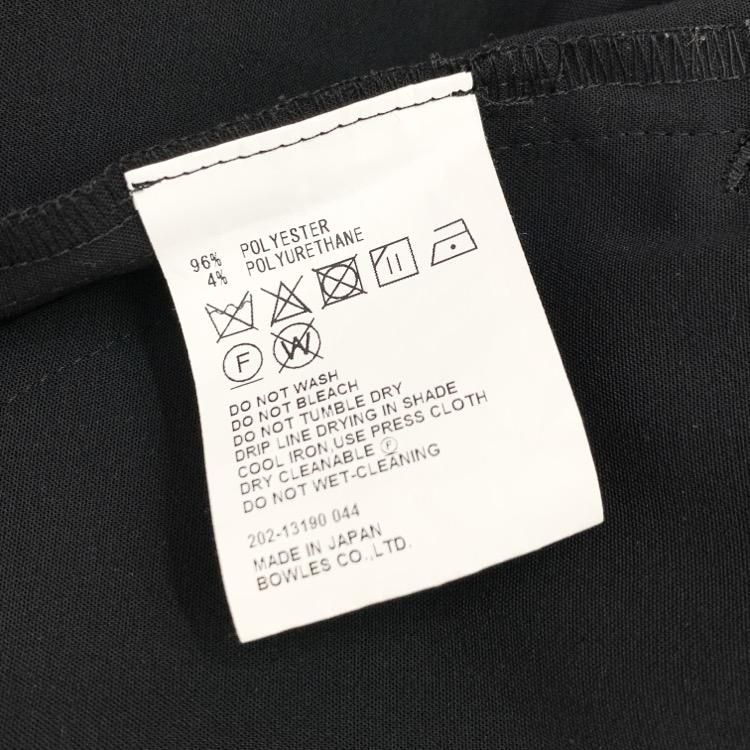 96% POLYESTER
4% POLYURETHANE
F W
DO NOT WASH
DO NOT BLEACH
DO NOT TUMBLE DRY
DRIP LINE DRYING IN SHADE
COOL IRON,USE PRESS CLOTH
DRY CLEANABLE Ⓕ
DO NOT WET-CLEANING
202-13190 044
MADE IN JAPAN
BOWLES CO.,LTD.